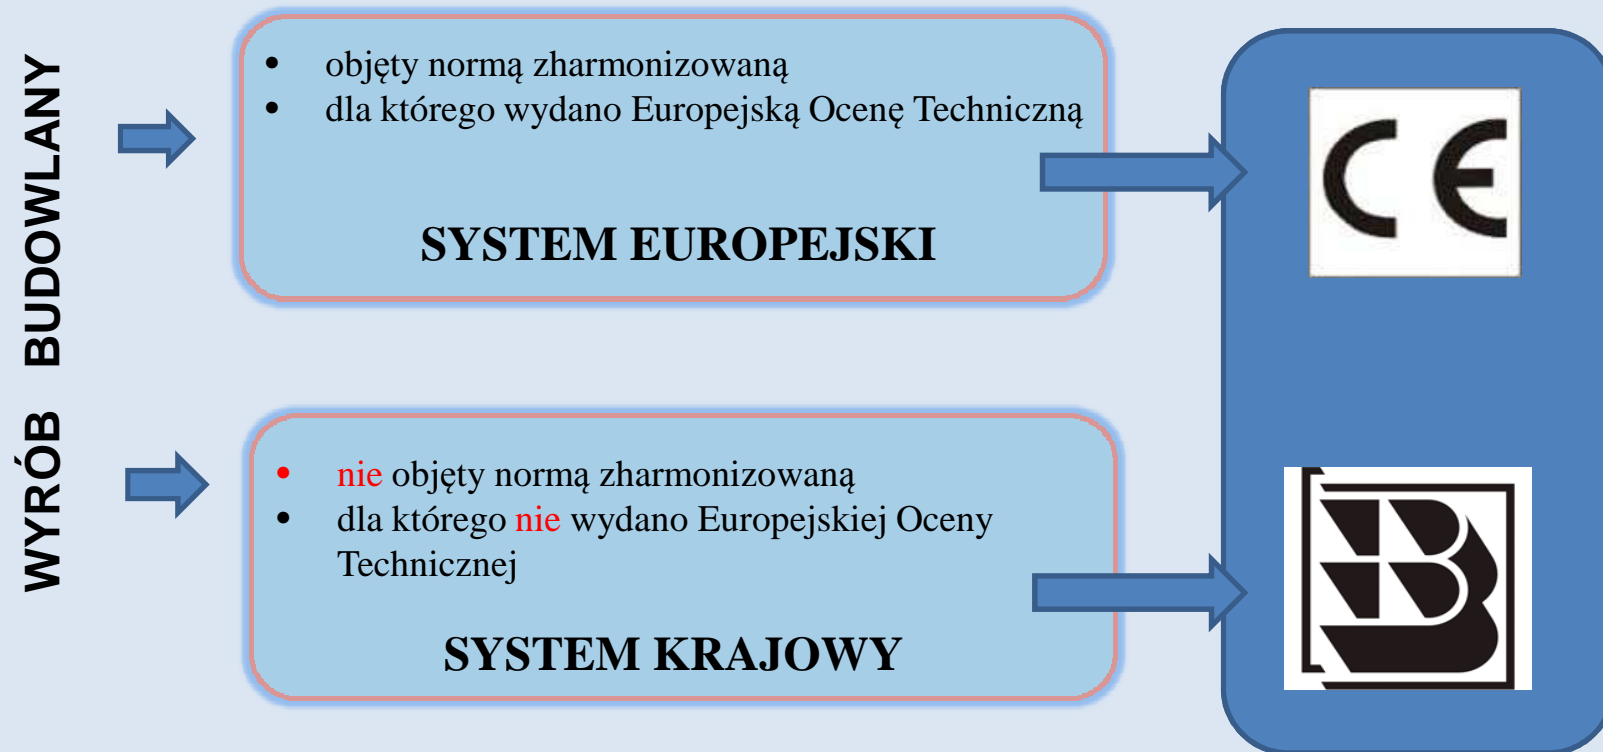 WYRÓB BUDOWLANY
• objęty normą zharmonizowaną
• dla którego wydano Europejską Ocenę Techniczną
SYSTEM EUROPEJSKI
CE
• nie objęty normą zharmonizowaną
• dla którego nie wydano Europejskiej Oceny
Technicznej
SYSTEM KRAJOWY
B